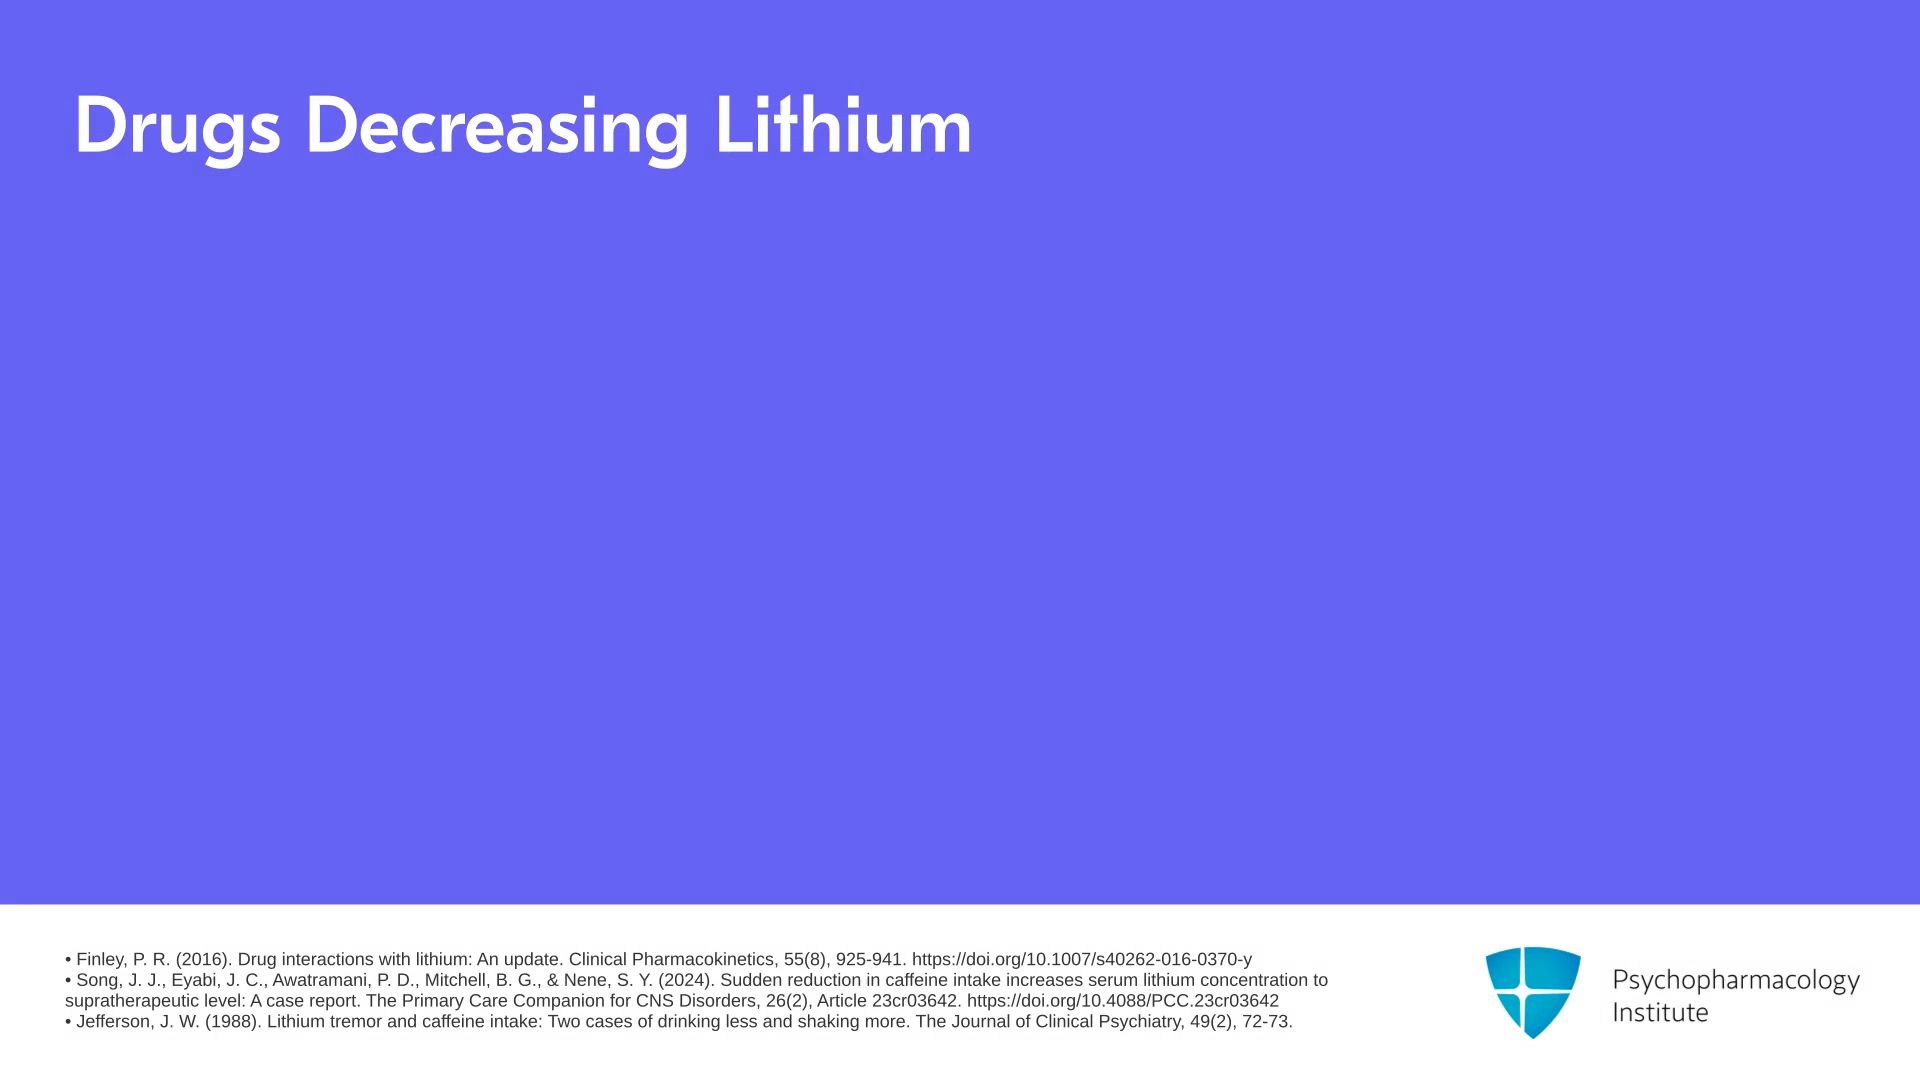 Drugs Decreasing Lithium
• Finley, P. R. (2016). Drug interactions with lithium: An update. Clinical Pharmacokinetics, 55(8), 925-941. https://doi.org/10.1007/s40262-016-0370-y
• Song, J. J., Eyabi, J. C., Awatramani, P. D., Mitchell, B. G., & Nene, S. Y. (2024). Sudden reduction in caffeine intake increases serum lithium concentration to
supratherapeutic level: A case report. The Primary Care Companion for CNS Disorders, 26(2), Article 23cr03642. https://doi.org/10.4088/PCC.23cr03642
• Jefferson, J. W. (1988). Lithium tremor and caffeine intake: Two cases of drinking less and shaking more. The Journal of Clinical Psychiatry, 49(2), 72-73.
Psychopharmacology
Institute